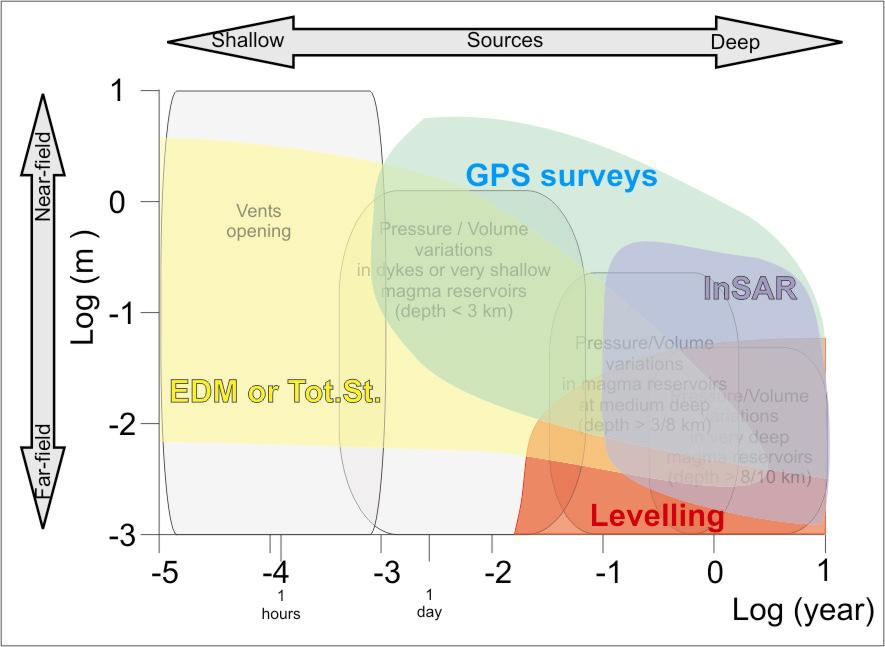 Shallow Sources Deep
Near-field
Far-field
Log (m )
1
0
-1
-2
-3
GPS surveys
Vents
opening
Pressure / Volume
variations
in dykes or very shallow
magma reservoirs
(depth < 3 km)
InSAR
Pressure/Volume
variations
in magma reservoirs
at medium deep
(depth > 3/8 km)
EDM or Tot.St.
Pressure/Volume
variations
in very deep
magma reservoirs
(depth > 8/10 km)
Levelling
-5 -4 -3 -2 -1 0 1
1
hours
1
day
Log (year)